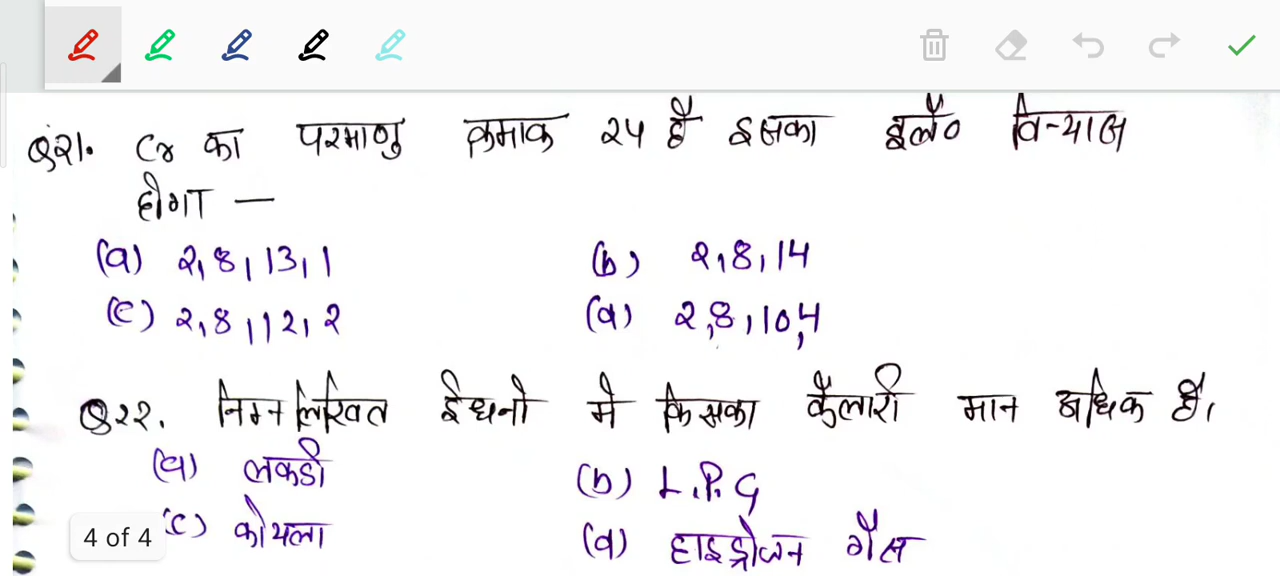 Q21. Cr का परमाणु क्रमाक 24 है इसका इलै० विन्यास
होगा —
(a) 2,8,13,1 (b) 2,8,14
(c) 2,8,12,2 (d) 2,8,10,4
Q22. निम्नलिखित ईधनो मे किसका कैलोरी मान अधिक है,
(a) लकडी (b) L.P.G
(c) कोयला (d) हाइड्रोजन गैस
4 of 4